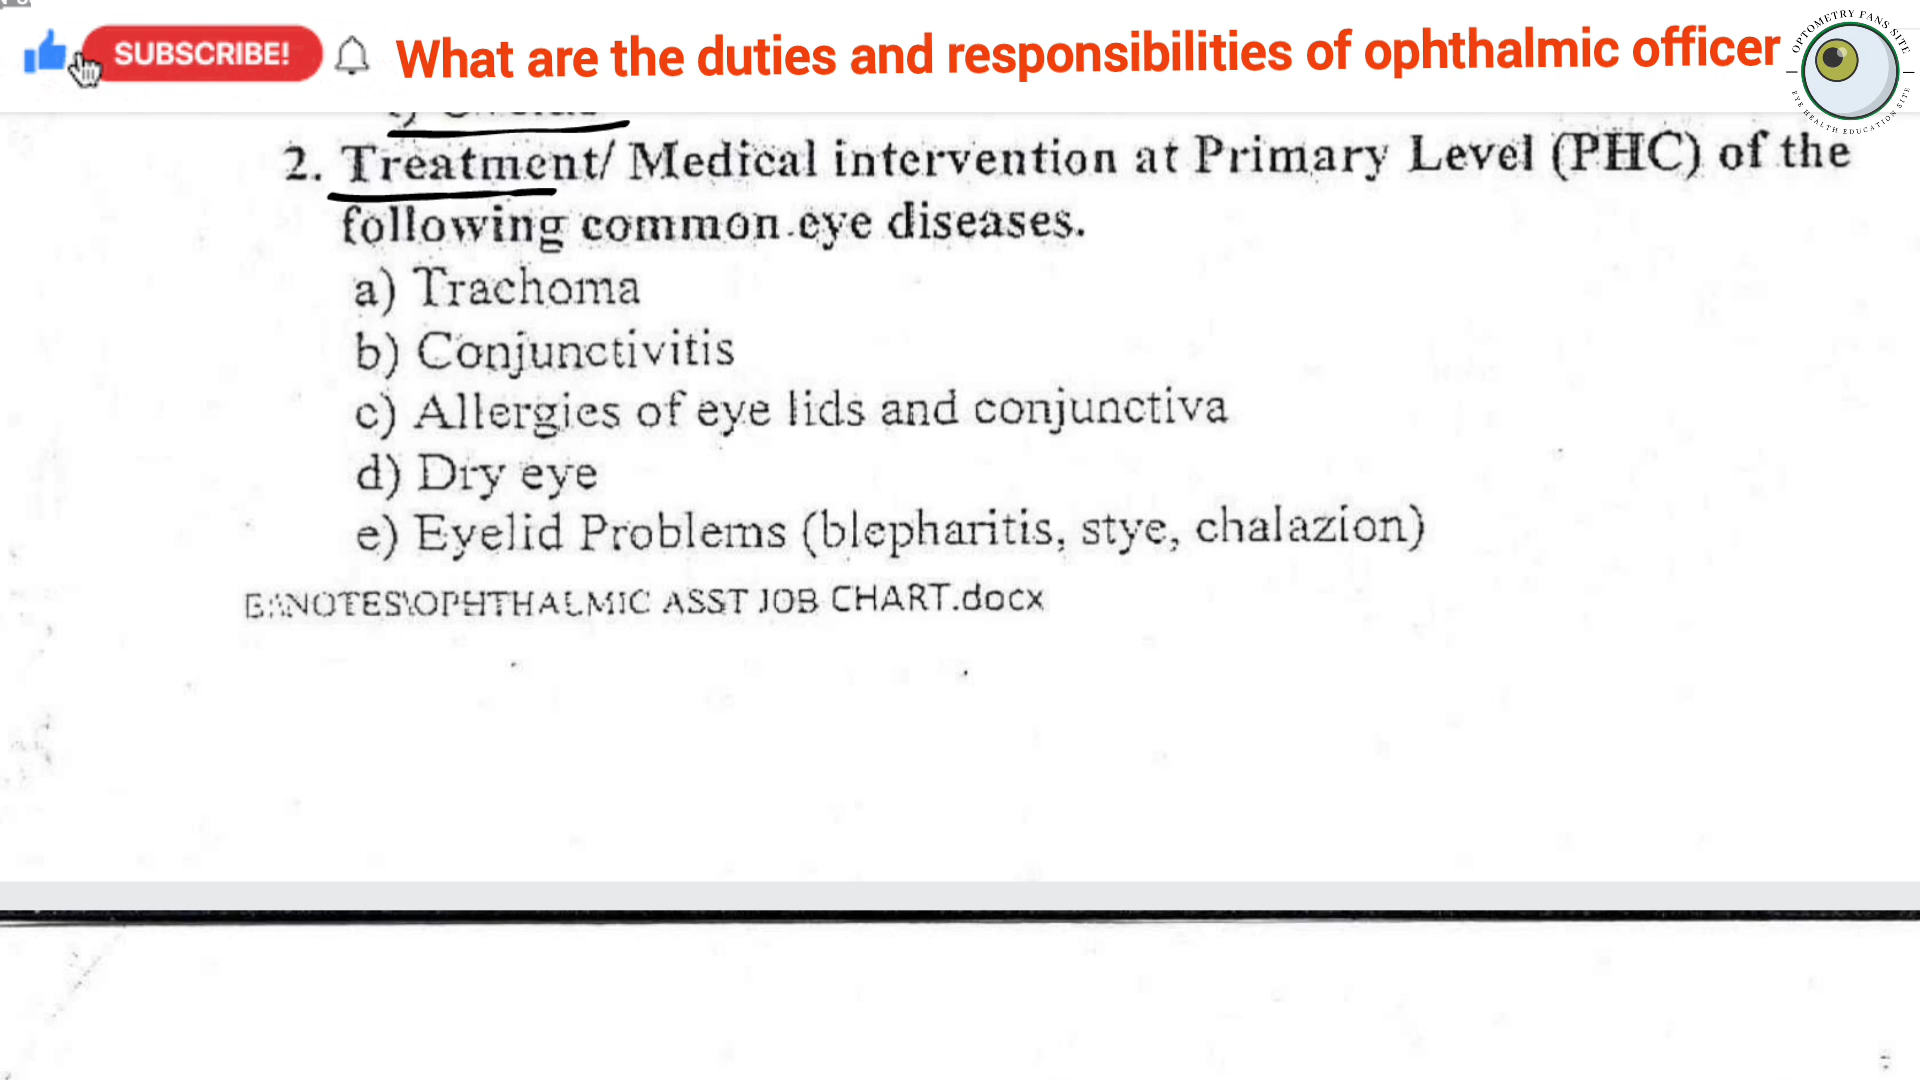 SUBSCRIBE!
What are the duties and responsibilities of ophthalmic officer
OPTOMETRY FANS SITE
EYE HEALTH EDUCATION SITE
2. Treatment/ Medical intervention at Primary Level (PHC) of the
following common eye diseases.
a) Trachoma
b) Conjunctivitis
c) Allergies of eye lids and conjunctiva
d) Dry eye
e) Eyelid Problems (blepharitis, stye, chalazion)
E:\NOTES\OPHTHALMIC ASST JOB CHART.docx